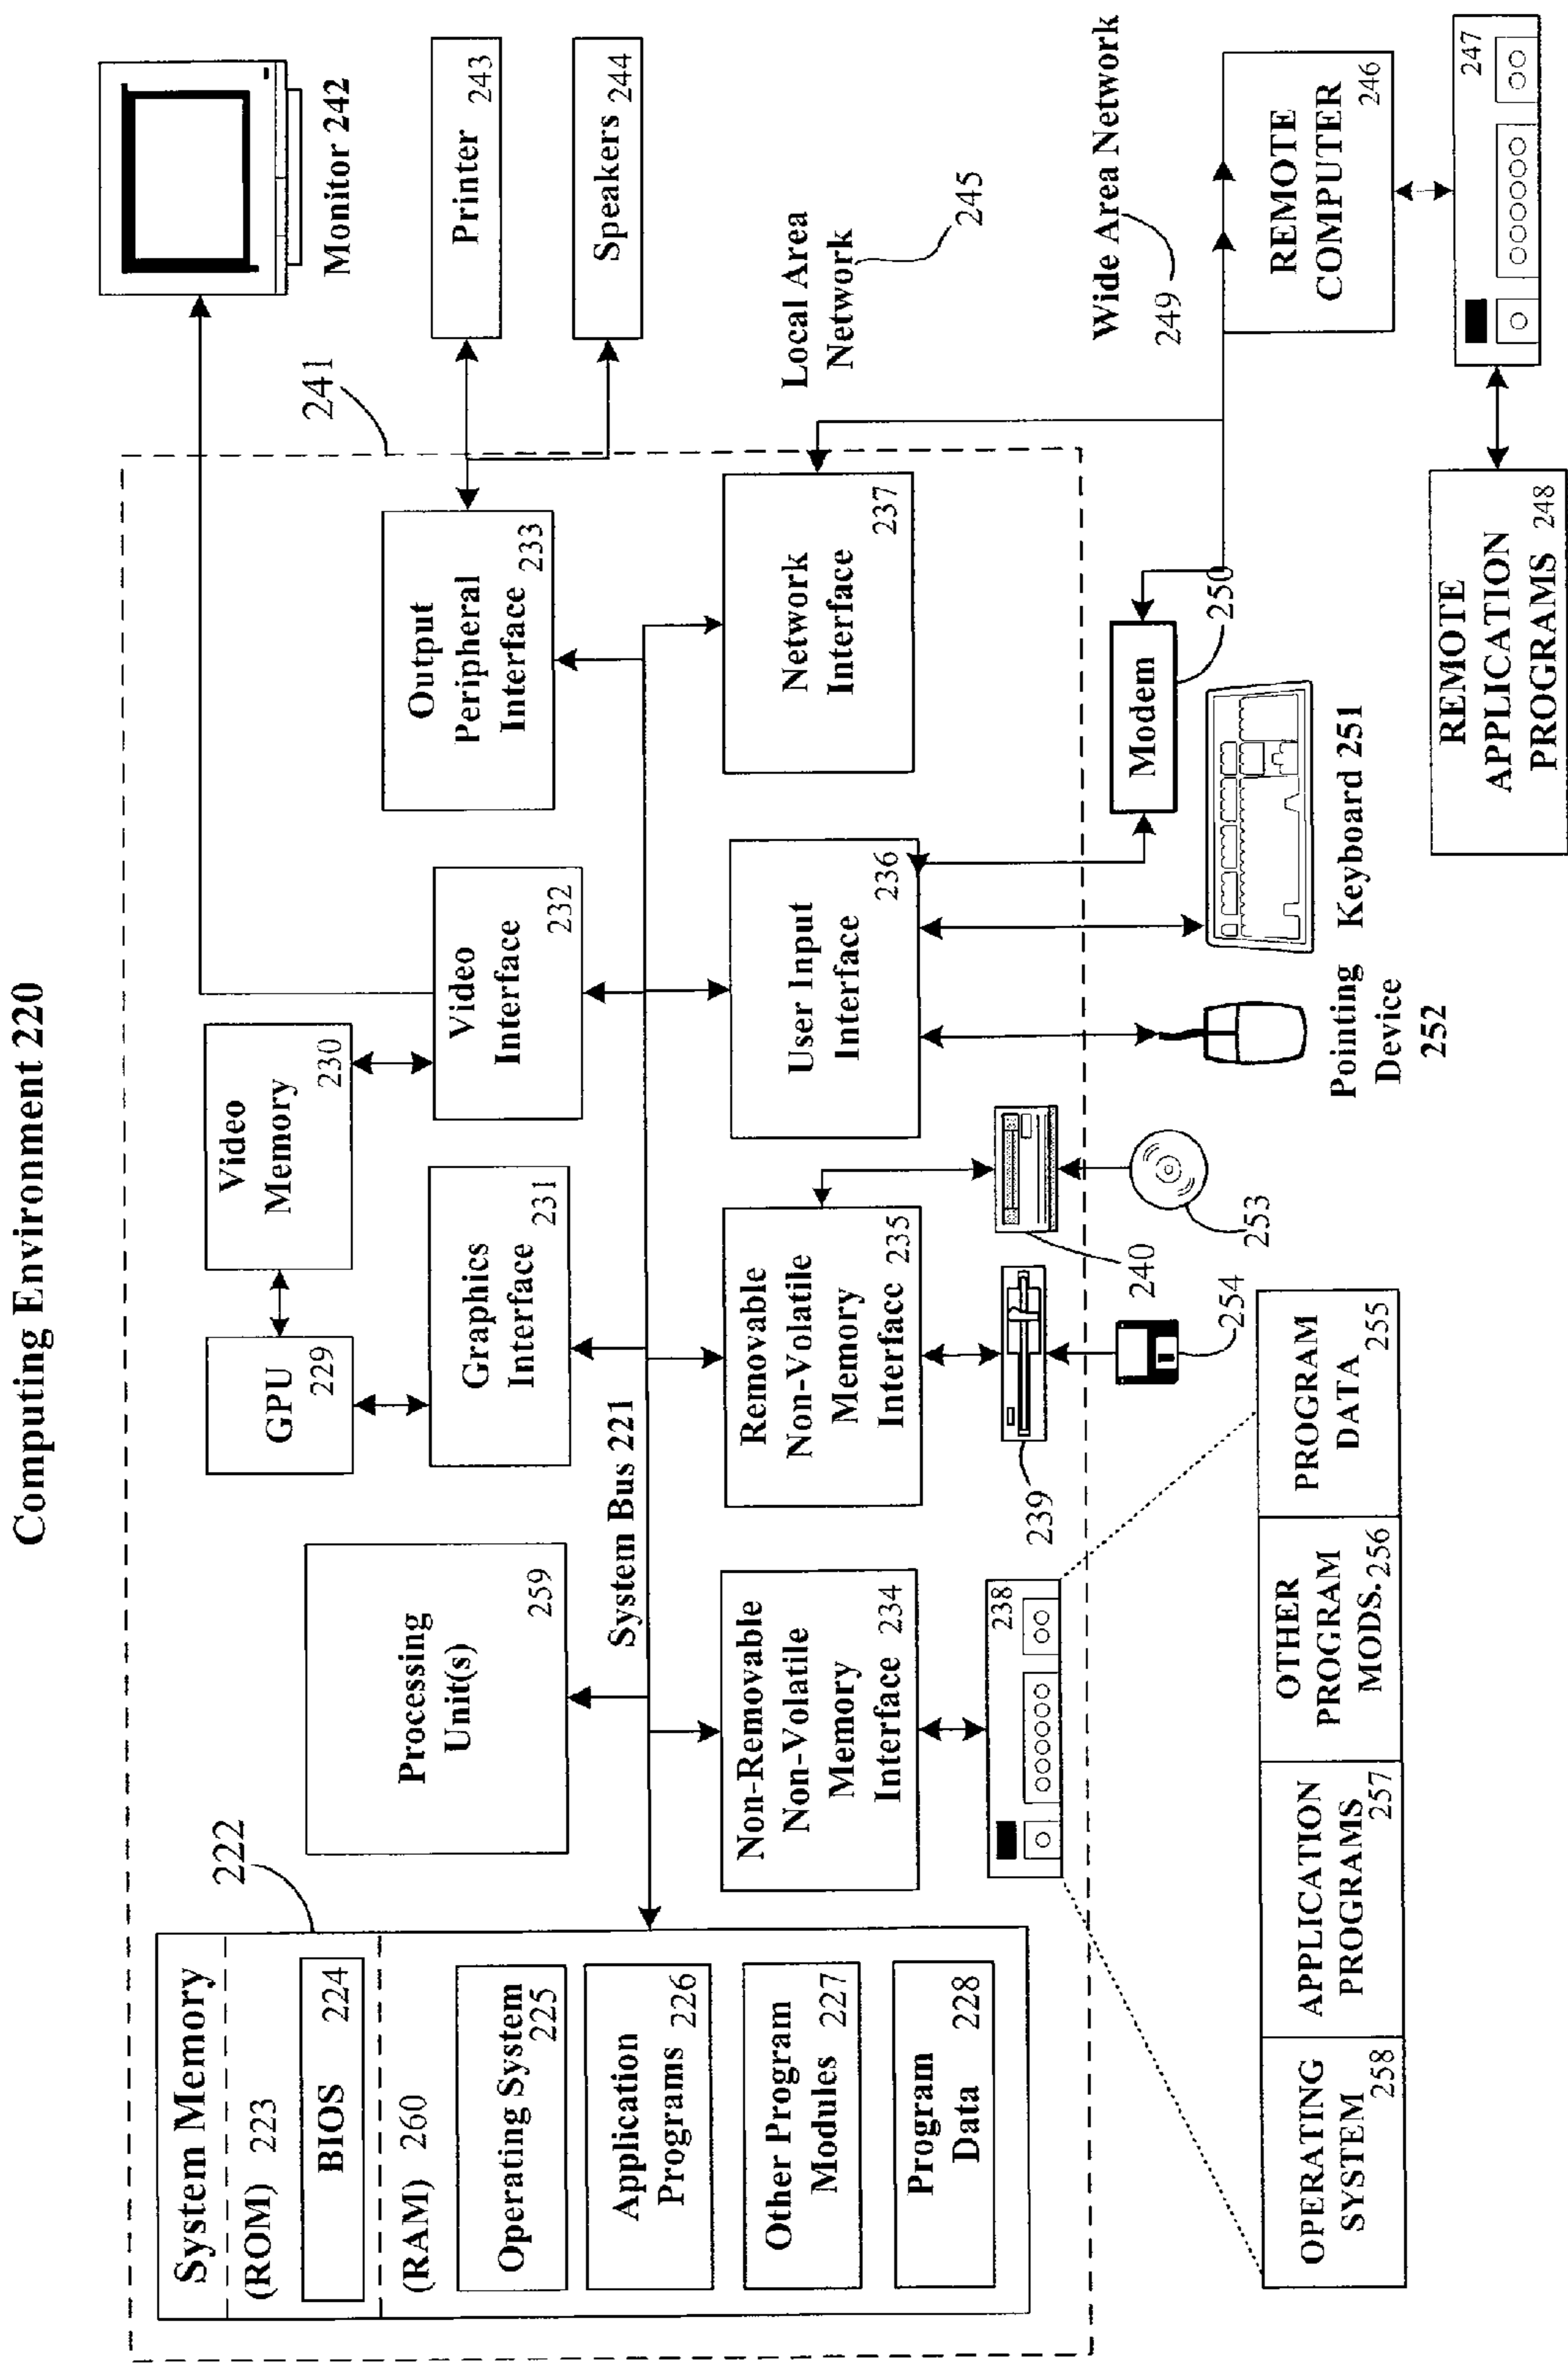 Computing Environment 220
System Memory
(ROM) 223
BIOS 224
(RAM) 260
Operating System
225
Application
Programs 226
Other Program
Modules 227
Program
Data 228
222
Processing
Unit(s)
259
GPU
229
Video
Memory
230
Graphics
Interface
231
Video
Interface
232
Output
Peripheral
Interface
233
241
Monitor 242
Printer
243
Speakers
244
System Bus 221
Non-Removable
Non-Volatile
Memory
Interface 234
Removable
Non-Volatile
Memory
Interfacc 235
User Input
Interface
236
Network
Interface
237
Local Area
Network
245
238
239
240
254
253
Pointing
Device
252
Keyboard 251
Modem
250
Wide Area Network
249
REMOTE
COMPUTER
246
247
REMOTE
APPLICATION
PROGRAMS 248
OPERATING
SYSTEM
258
APPLICATION
PROGRAMS
257
OTHER
PROGRAM
MODS. 256
PROGRAM
DATA
255